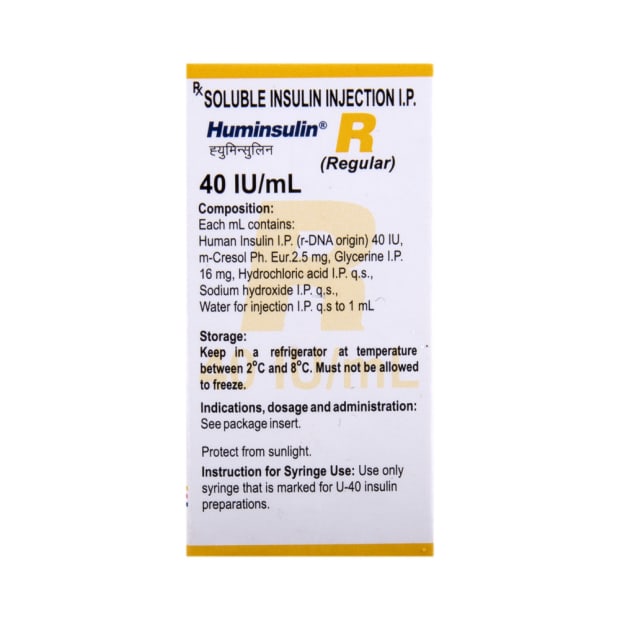 Rx SOLUBLE INSULIN INJECTION I.P.
Huminsulin® R
ह्युमिन्सुलिन
(Regular)
40 IU/mL
Composition:
Each mL contains:
Human Insulin I.P. (r-DNA origin) 40 IU,
m-Cresol Ph. Eur.2.5 mg, Glycerine I.P.
16 mg, Hydrochloric acid I.P. q.s.,
Sodium hydroxide I.P. q.s.,
Water for injection I.P. q.s to 1 mL
Storage:
Keep in a refrigerator at temperature
between 2°C and 8°C. Must not be allowed
to freeze.
R
40 IU/mL
Indications, dosage and administration:
See package insert.
Protect from sunlight.
Instruction for Syringe Use: Use only
syringe that is marked for U-40 insulin
preparations.